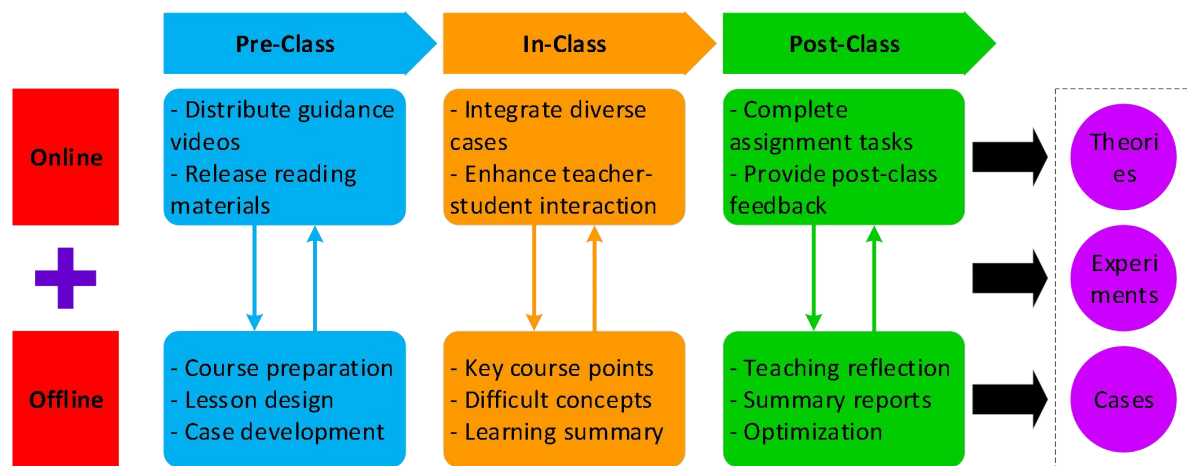 Pre-Class
In-Class
Post-Class
Online
- Distribute guidance
videos
- Release reading
materials
- Integrate diverse
cases
- Enhance teacher-
student interaction
- Complete
assignment tasks
- Provide post-class
feedback
Theori
es
Experi
ments
Offline
- Course preparation
- Lesson design
- Case development
- Key course points
- Difficult concepts
- Learning summary
- Teaching reflection
- Summary reports
- Optimization
Cases